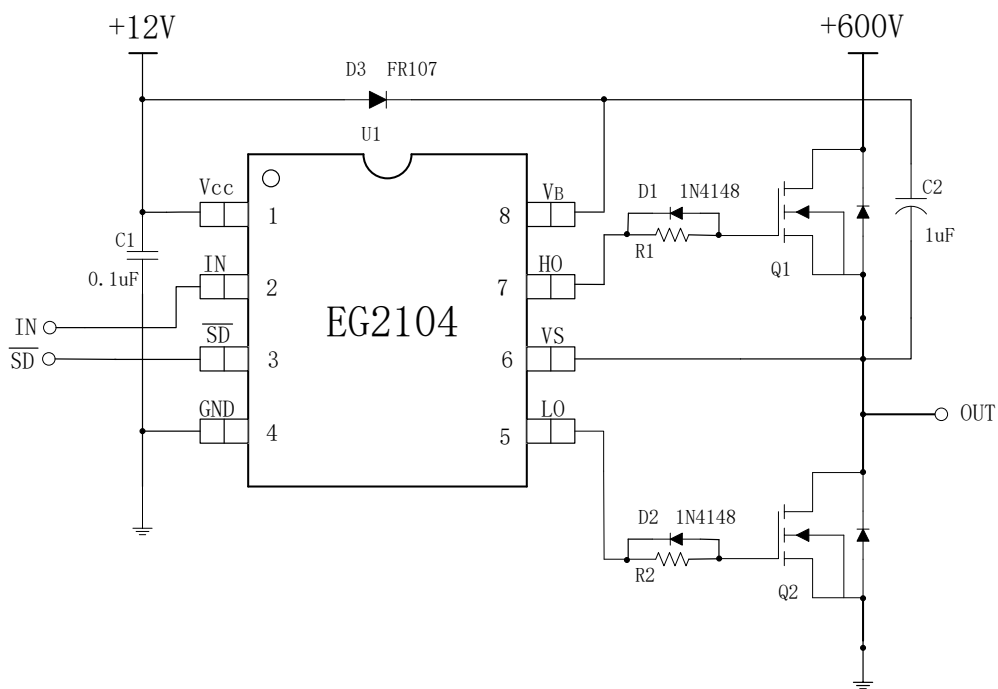 +12V
+600V
D3 FR107
U1
Vcc
1
VB
8
D1 1N4148
C2
1uF
R1
Q1
C1
0.1uF
IN
2
HO
7
EG2104
IN
SD
SD
3
VS
6
GND
4
LO
5
OUT
D2 1N4148
R2
Q2